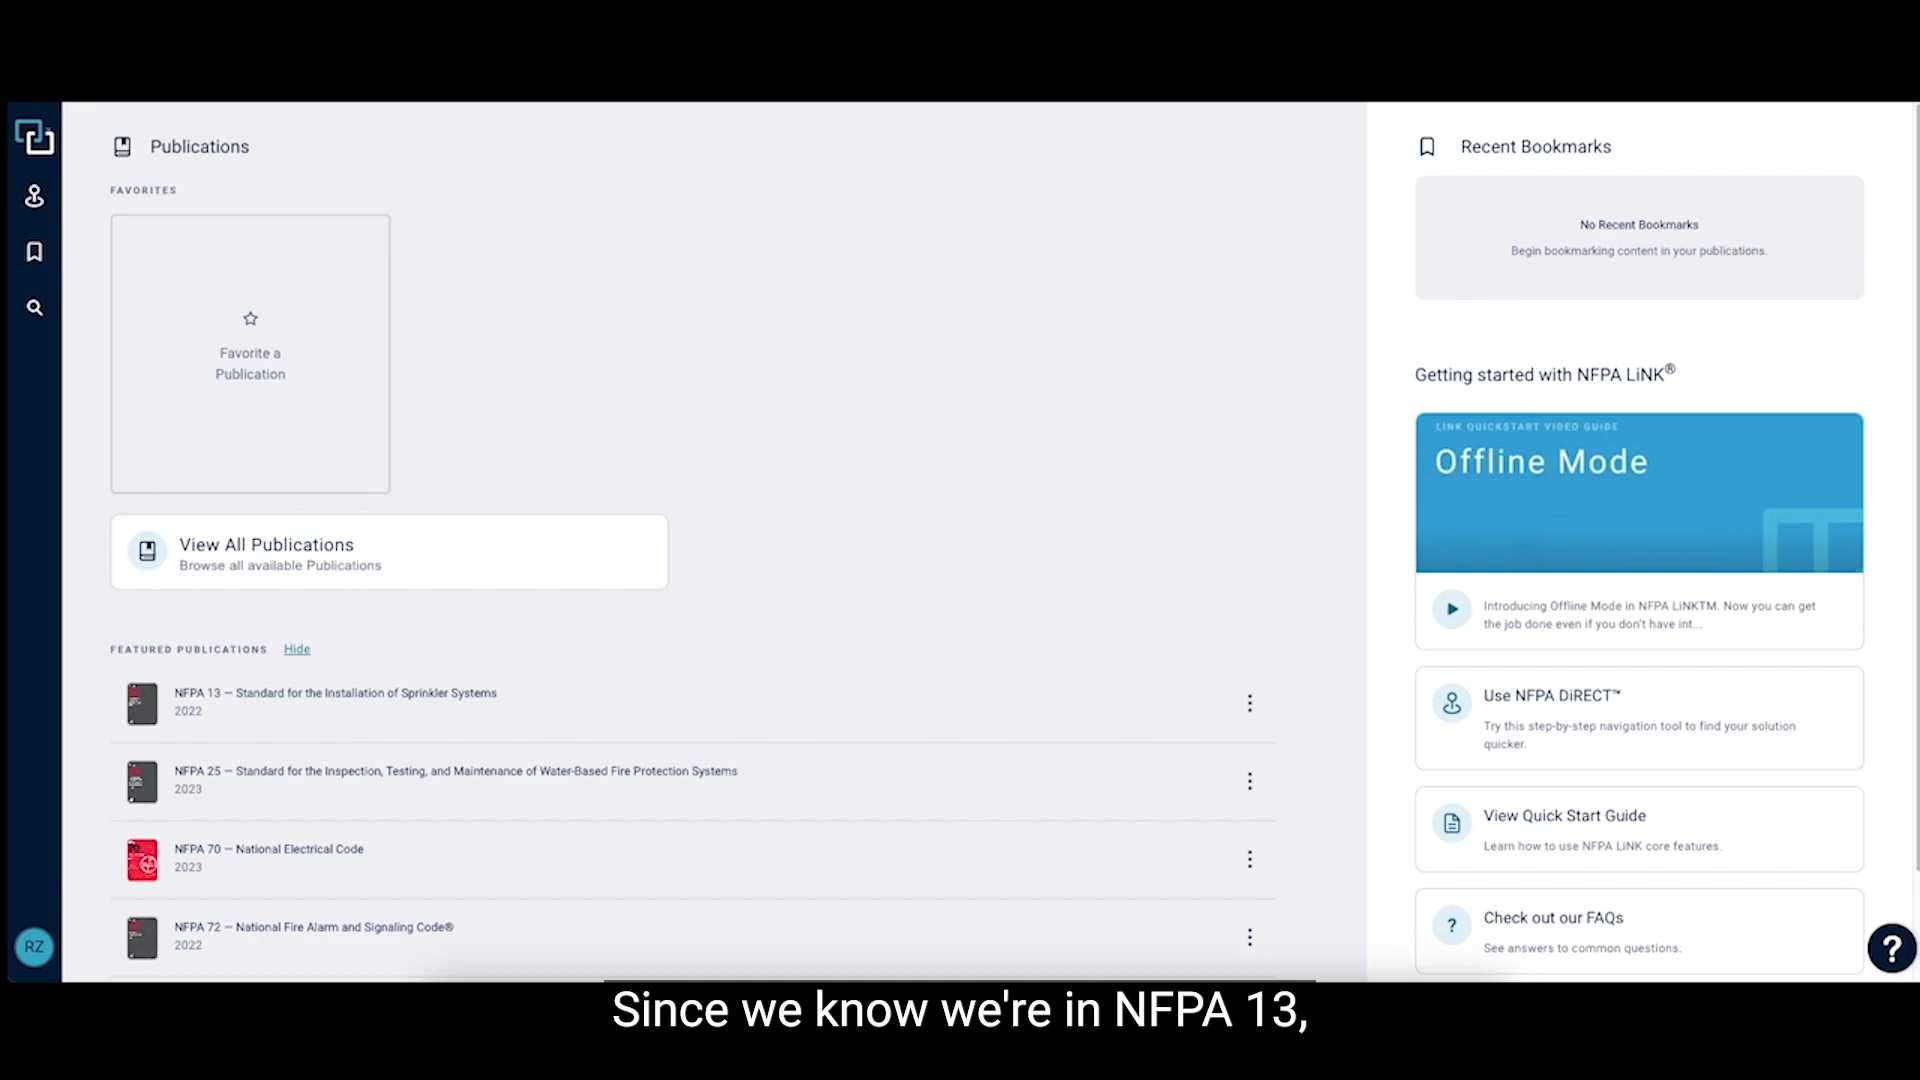 Publications
FAVORITES
Favorite a
Publication
View All Publications
Browse all available Publications
FEATURED PUBLICATIONS Hide
NFPA 13 — Standard for the Installation of Sprinkler Systems
2022
NFPA 25 — Standard for the Inspection, Testing, and Maintenance of Water-Based Fire Protection Systems
2023
NFPA 70 — National Electrical Code
2023
NFPA 72 — National Fire Alarm and Signaling Code®
2022
RZ
Recent Bookmarks
No Recent Bookmarks
Begin bookmarking content in your publications.
Getting started with NFPA LiNK®
LINK QUICKSTART VIDEO GUIDE
Offline Mode
Introducing Offline Mode in NFPA LiNKTM. Now you can get
the job done even if you don't have int...
Use NFPA DiRECT™
Try this step-by-step navigation tool to find your solution
quicker.
View Quick Start Guide
Learn how to use NFPA LiNK core features.
?
Check out our FAQs
See answers to common questions.
?
Since we know we're in NFPA 13,